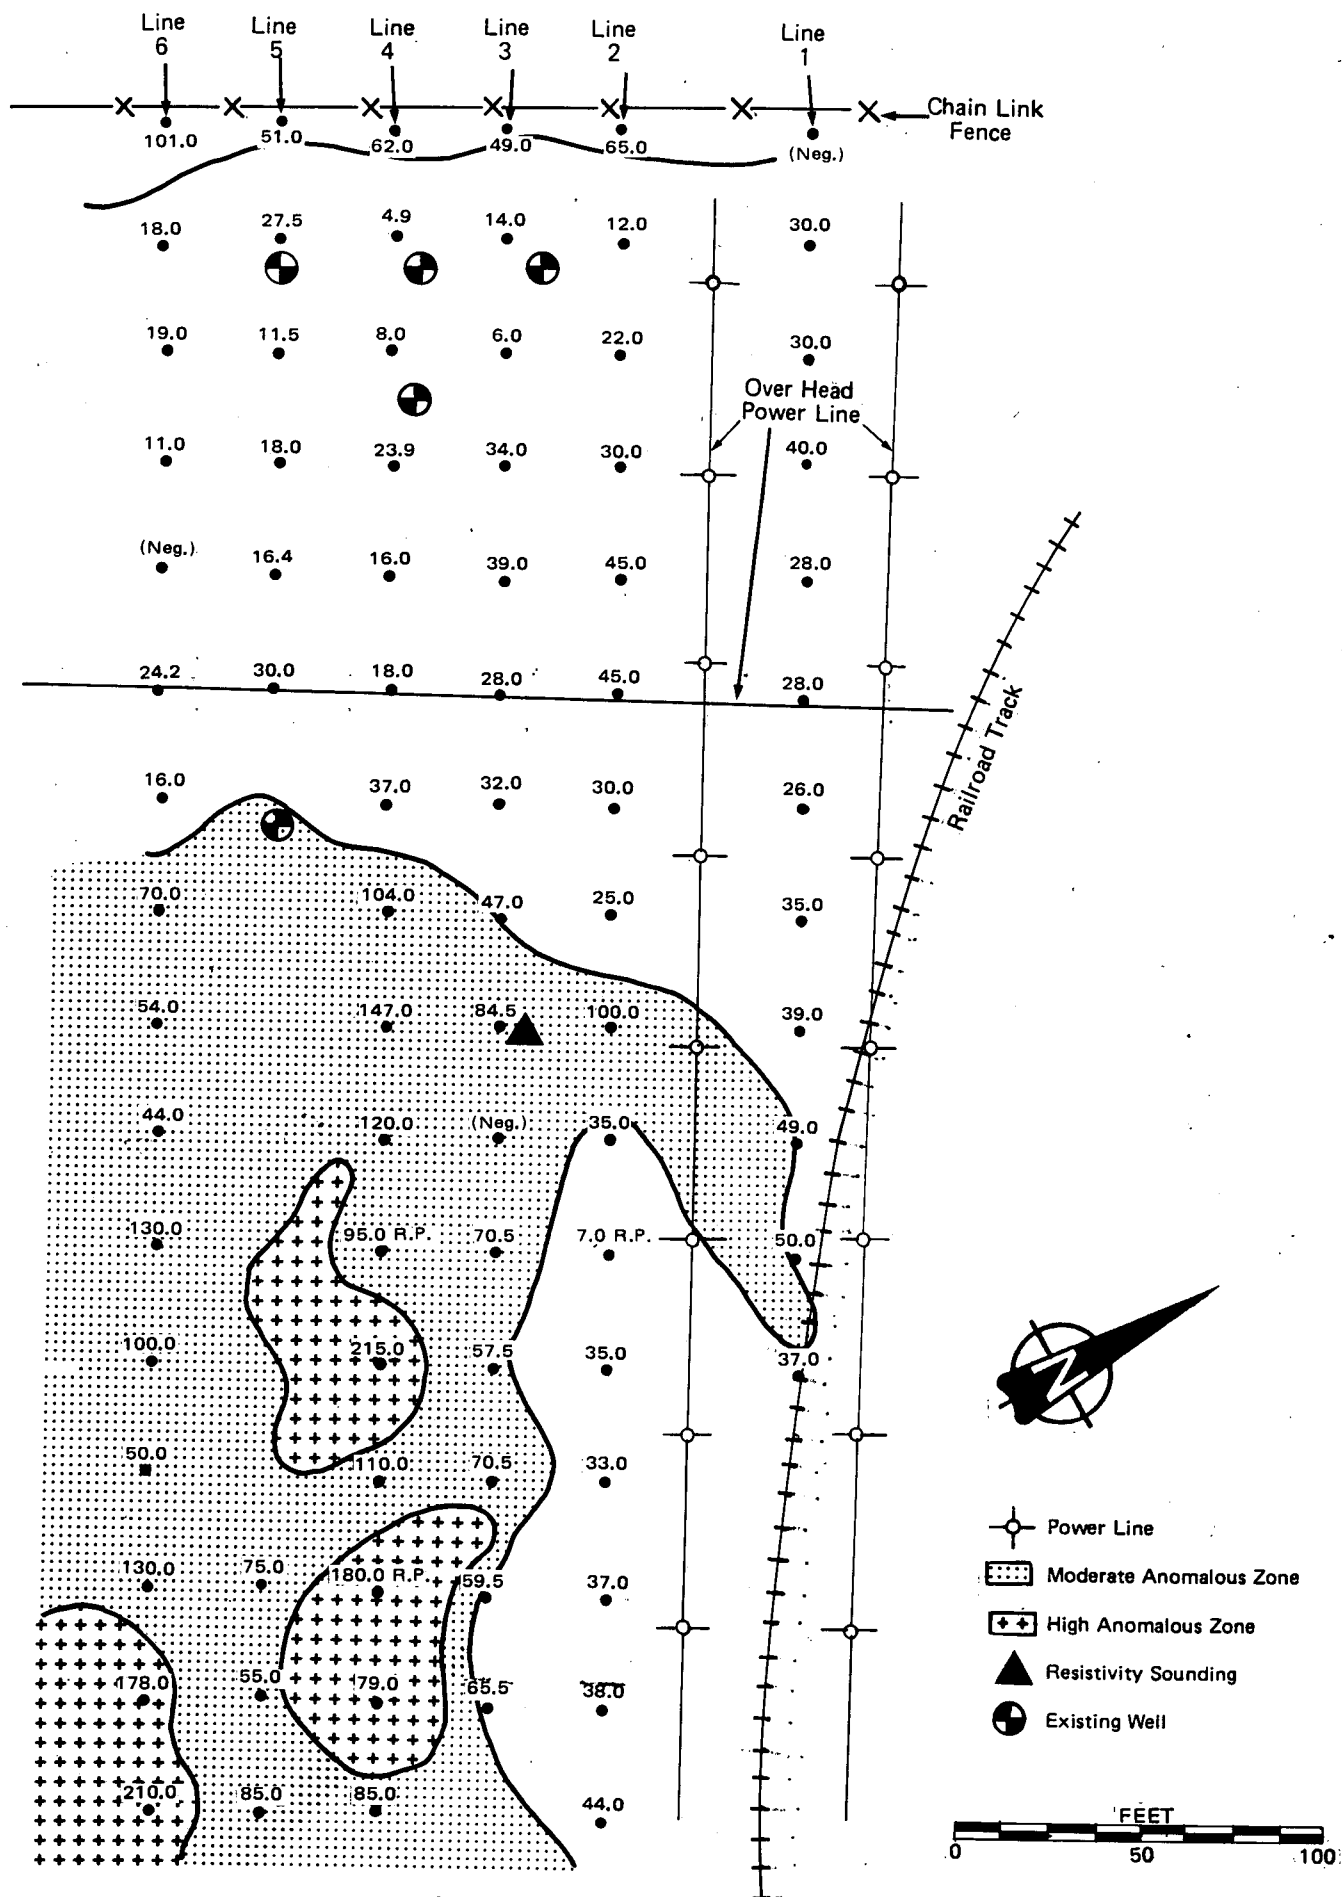 Line Line Line Line Line Line
6 5 4 3 2 1
Chain Link
Fence
101.0 51.0 62.0 49.0 65.0 (Neg.)
18.0 27.5 4.9 14.0 12.0 30.0
19.0 11.5 8.0 6.0 22.0 30.0
Over Head
Power Line
11.0 18.0 23.9 34.0 30.0 40.0
(Neg.) 16.4 16.0 39.0 45.0 28.0
24.2 30.0 18.0 28.0 45.0 28.0
Railroad Track
16.0 37.0 32.0 30.0 26.0
70.0 104.0 47.0 25.0 35.0
54.0 147.0 84.5 100.0 39.0
44.0 120.0 (Neg.) 35.0 49.0
130.0 95.0 R.P. 70.5 7.0 R.P. 50.0
100.0 215.0 57.5 35.0 37.0
N
50.0 110.0 70.5 33.0
130.0 75.0 180.0 R.P. 59.5 37.0
178.0 55.0 79.0 65.5 38.0
210.0 85.0 85.0 44.0
Power Line
Moderate Anomalous Zone
High Anomalous Zone
Resistivity Sounding
Existing Well
FEET
0 50 100